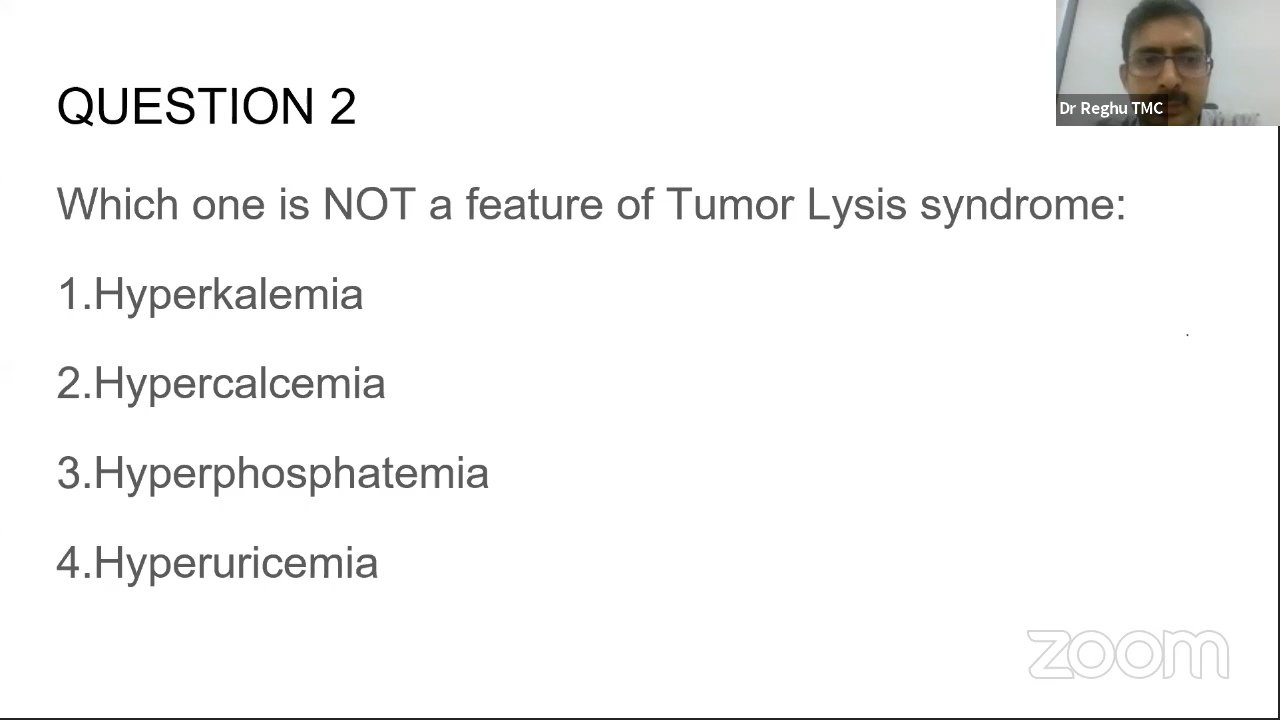 Dr Reghu TMC
QUESTION 2
Which one is NOT a feature of Tumor Lysis syndrome:
1.Hyperkalemia
2.Hypercalcemia
3.Hyperphosphatemia
4.Hyperuricemia
zoom